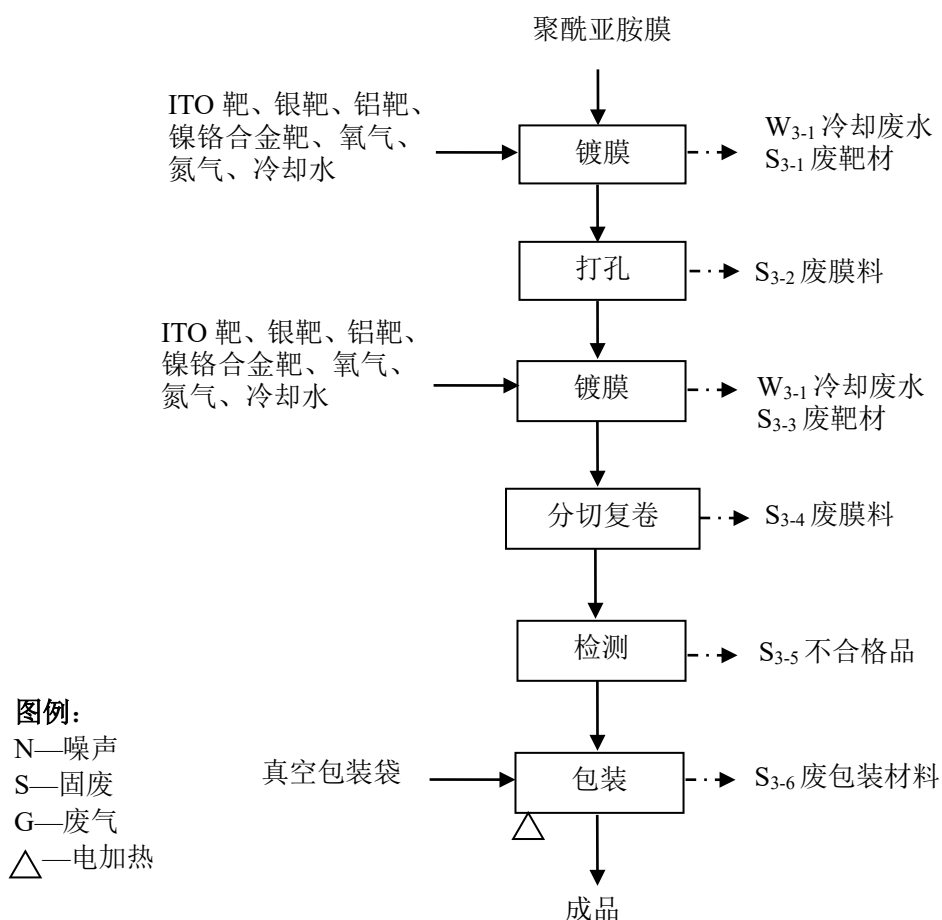 聚酰亚胺膜
ITO 靶、银靶、铝靶、
镍铬合金靶、氧气、
氮气、冷却水
镀膜
W3-1 冷却废水
S3-1 废靶材
打孔
S3-2 废膜料
ITO 靶、银靶、铝靶、
镍铬合金靶、氧气、
氮气、冷却水
镀膜
W3-1 冷却废水
S3-3 废靶材
分切复卷
S3-4 废膜料
检测
S3-5 不合格品
图例：
N—噪声
S—固废
G—废气
△—电加热
真空包装袋
包装
S3-6 废包装材料
成品